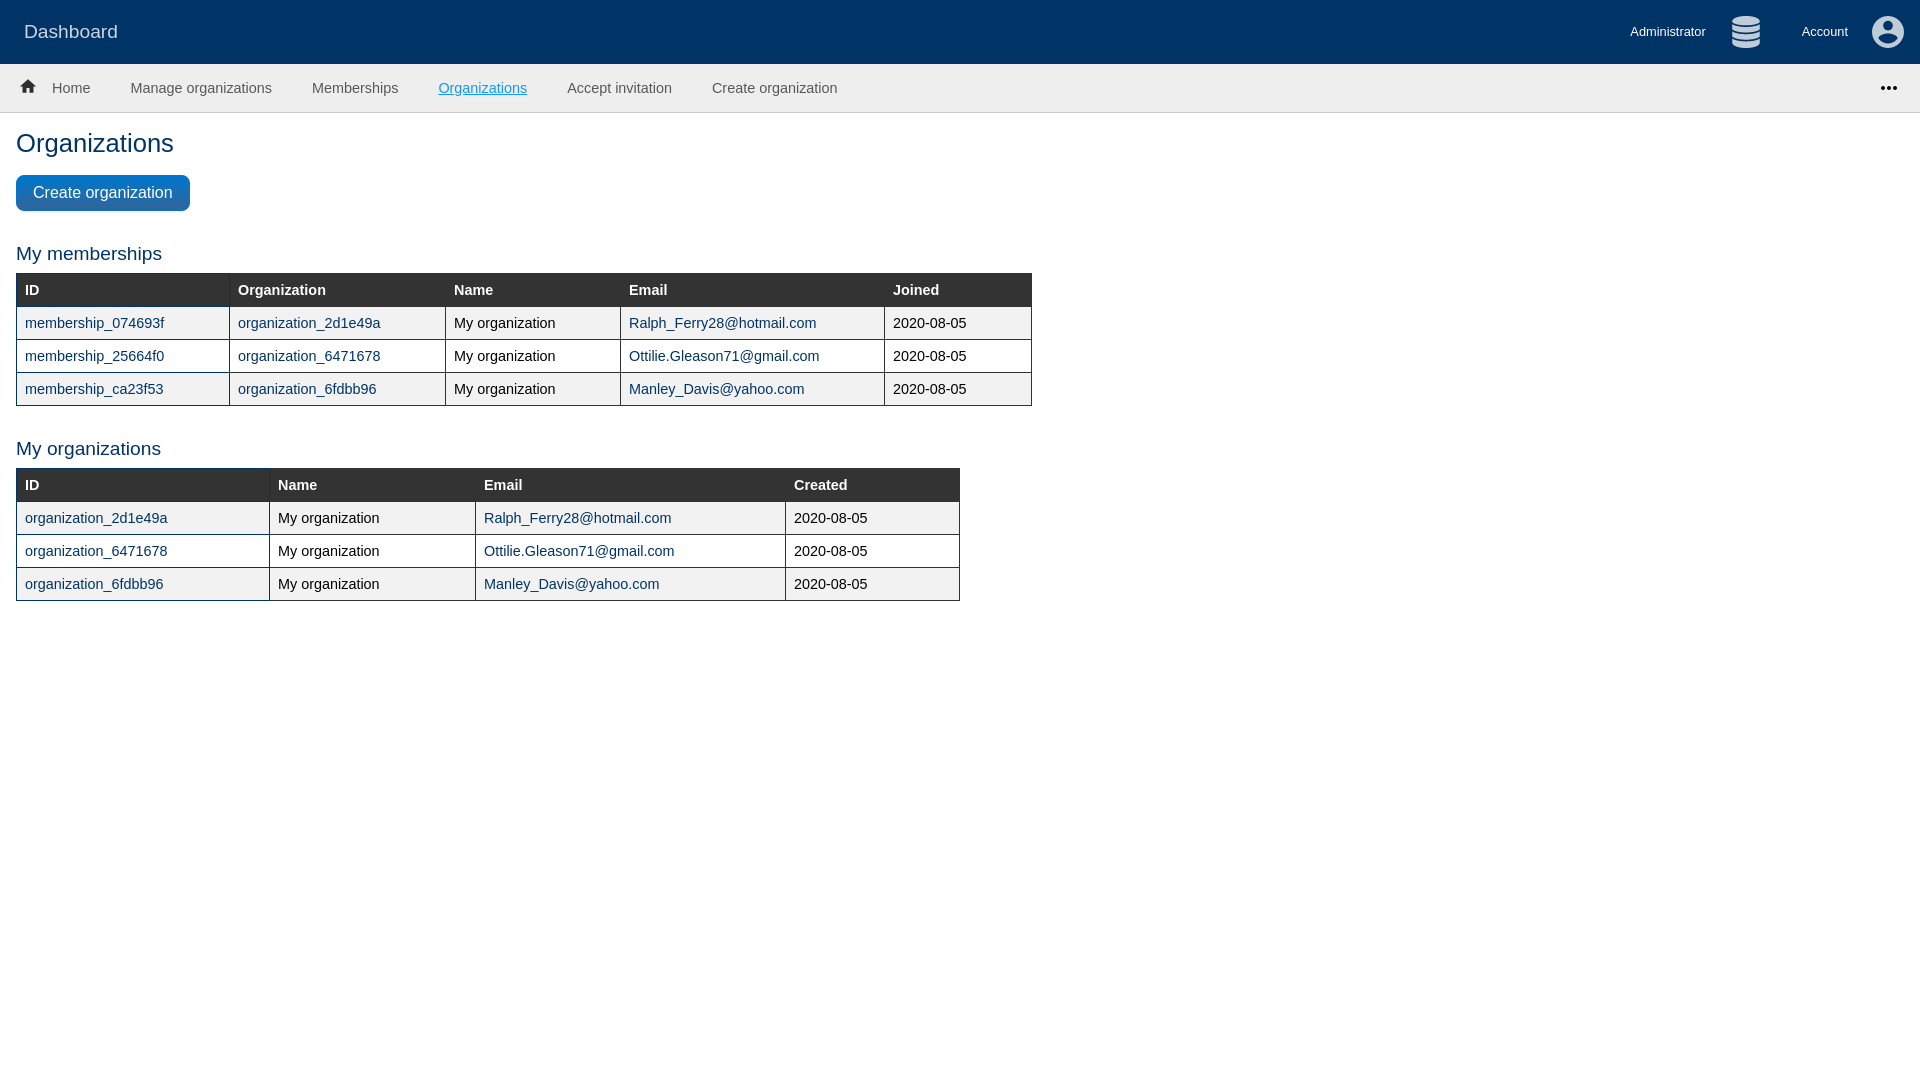 Dashboard
Administrator
Account
Home Manage organizations Memberships Organizations Accept invitation Create organization
Organizations
Create organization
My memberships
ID Organization Name Email Joined
membership_074693f organization_2d1e49a My organization Ralph_Ferry28@hotmail.com 2020-08-05
membership_25664f0 organization_6471678 My organization Ottilie.Gleason71@gmail.com 2020-08-05
membership_ca23f53 organization_6fdbb96 My organization Manley_Davis@yahoo.com 2020-08-05
My organizations
ID Name Email Created
organization_2d1e49a My organization Ralph_Ferry28@hotmail.com 2020-08-05
organization_6471678 My organization Ottilie.Gleason71@gmail.com 2020-08-05
organization_6fdbb96 My organization Manley_Davis@yahoo.com 2020-08-05